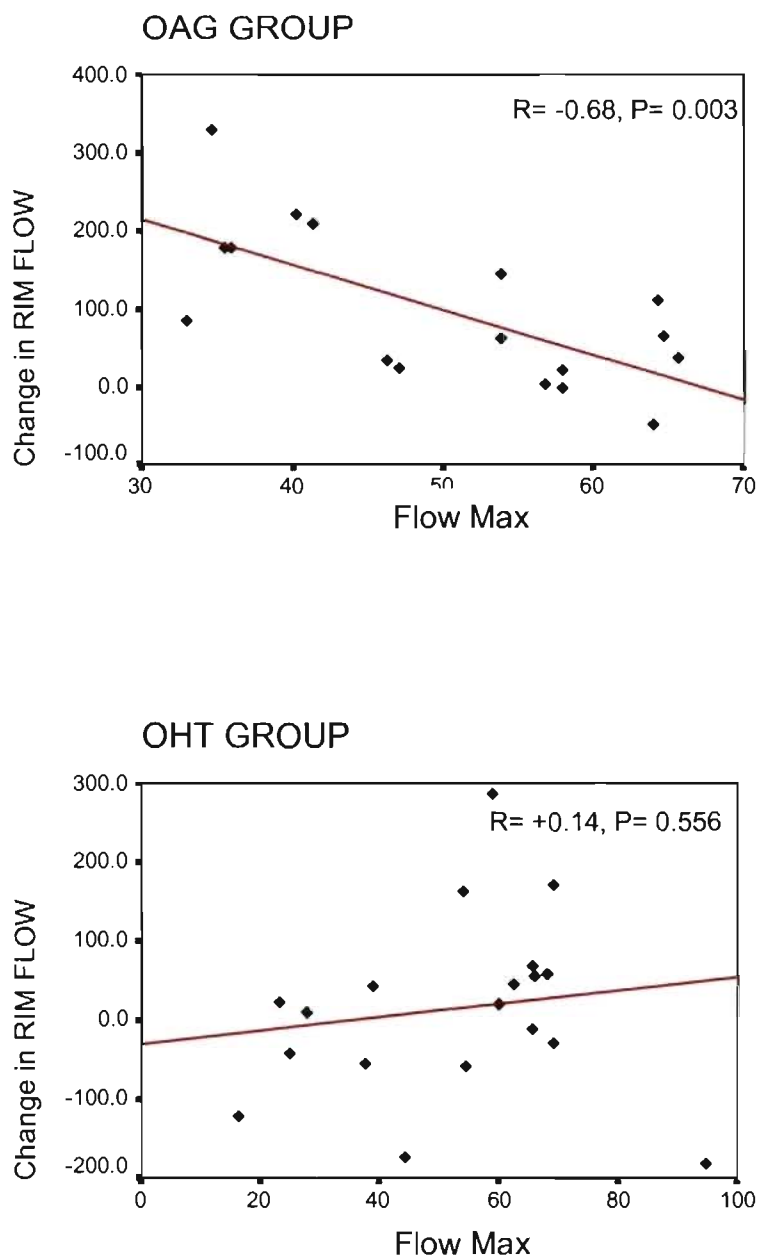 OAG GROUP
400.0
R= -0.68, P= 0.003
300.0
200.0
100.0
0.0
-100.0
Change in RIM FLOW
30 40 50 60 70
Flow Max
OHT GROUP
300.0
R= +0.14, P= 0.556
200.0
100.0
0.0
-100.0
-200.0
Change in RIM FLOW
0 20 40 60 80 100
Flow Max